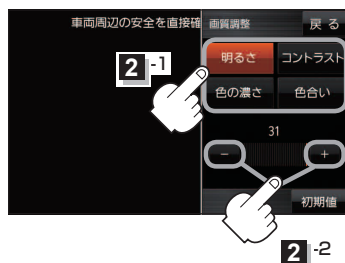 車両周辺の安全を直接確
画質調整
戻る
2-1
明るさ
コントラスト
色の濃さ
色合い
31
-
+
初期値
2-2